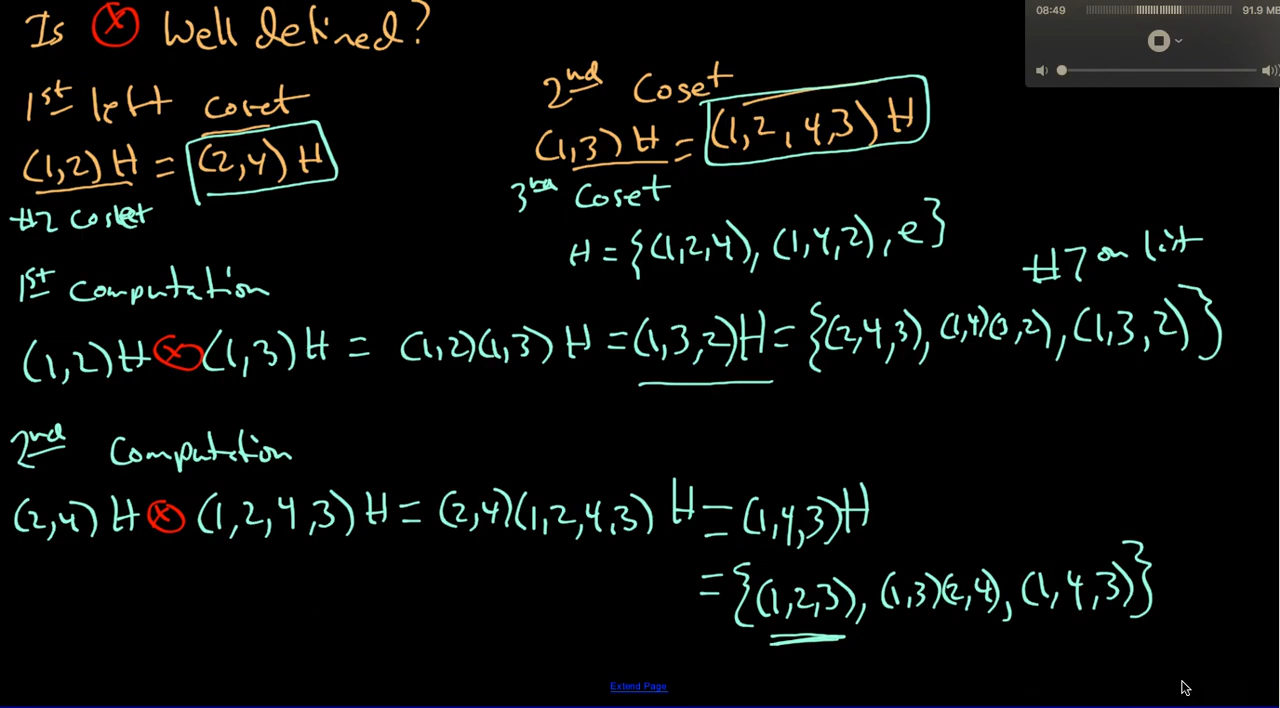 Is ⊗ Well defined?
08:49 91.9 MB
1st left coset
(1,2) H = (2,4) H
#2 coset
2nd Coset
(1,3) H = (1,2,4,3) H
3rd Coset
H = {(1,2,4), (1,4,2), e}
#7 on list
1st computation
(1,2)H ⊗ (1,3)H = (1,2)(1,3) H = (1,3,2)H = {(2,4,3), (1,4)(3,2), (1,3,2)}
2nd Computation
(2,4) H ⊗ (1,2,4,3) H = (2,4)(1,2,4,3) H = (1,4,3)H
= {(1,2,3), (1,3)(2,4), (1,4,3)}
Extend Page